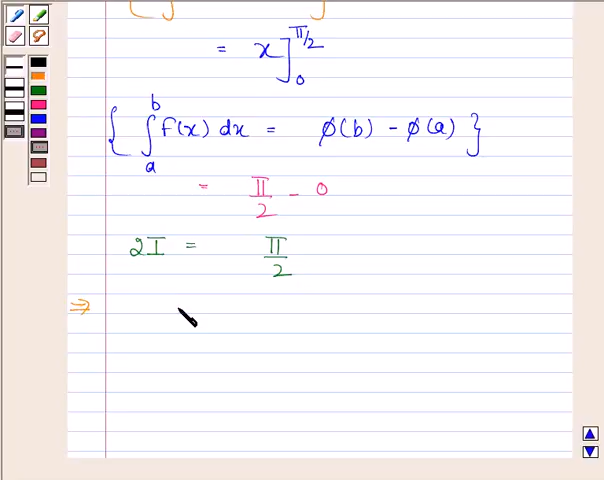 = x]₀^π/2
{ ∫ₐᵇ f(x) dx = φ(b) - φ(a) }
= π/2 - 0
2I = π/2
⇒